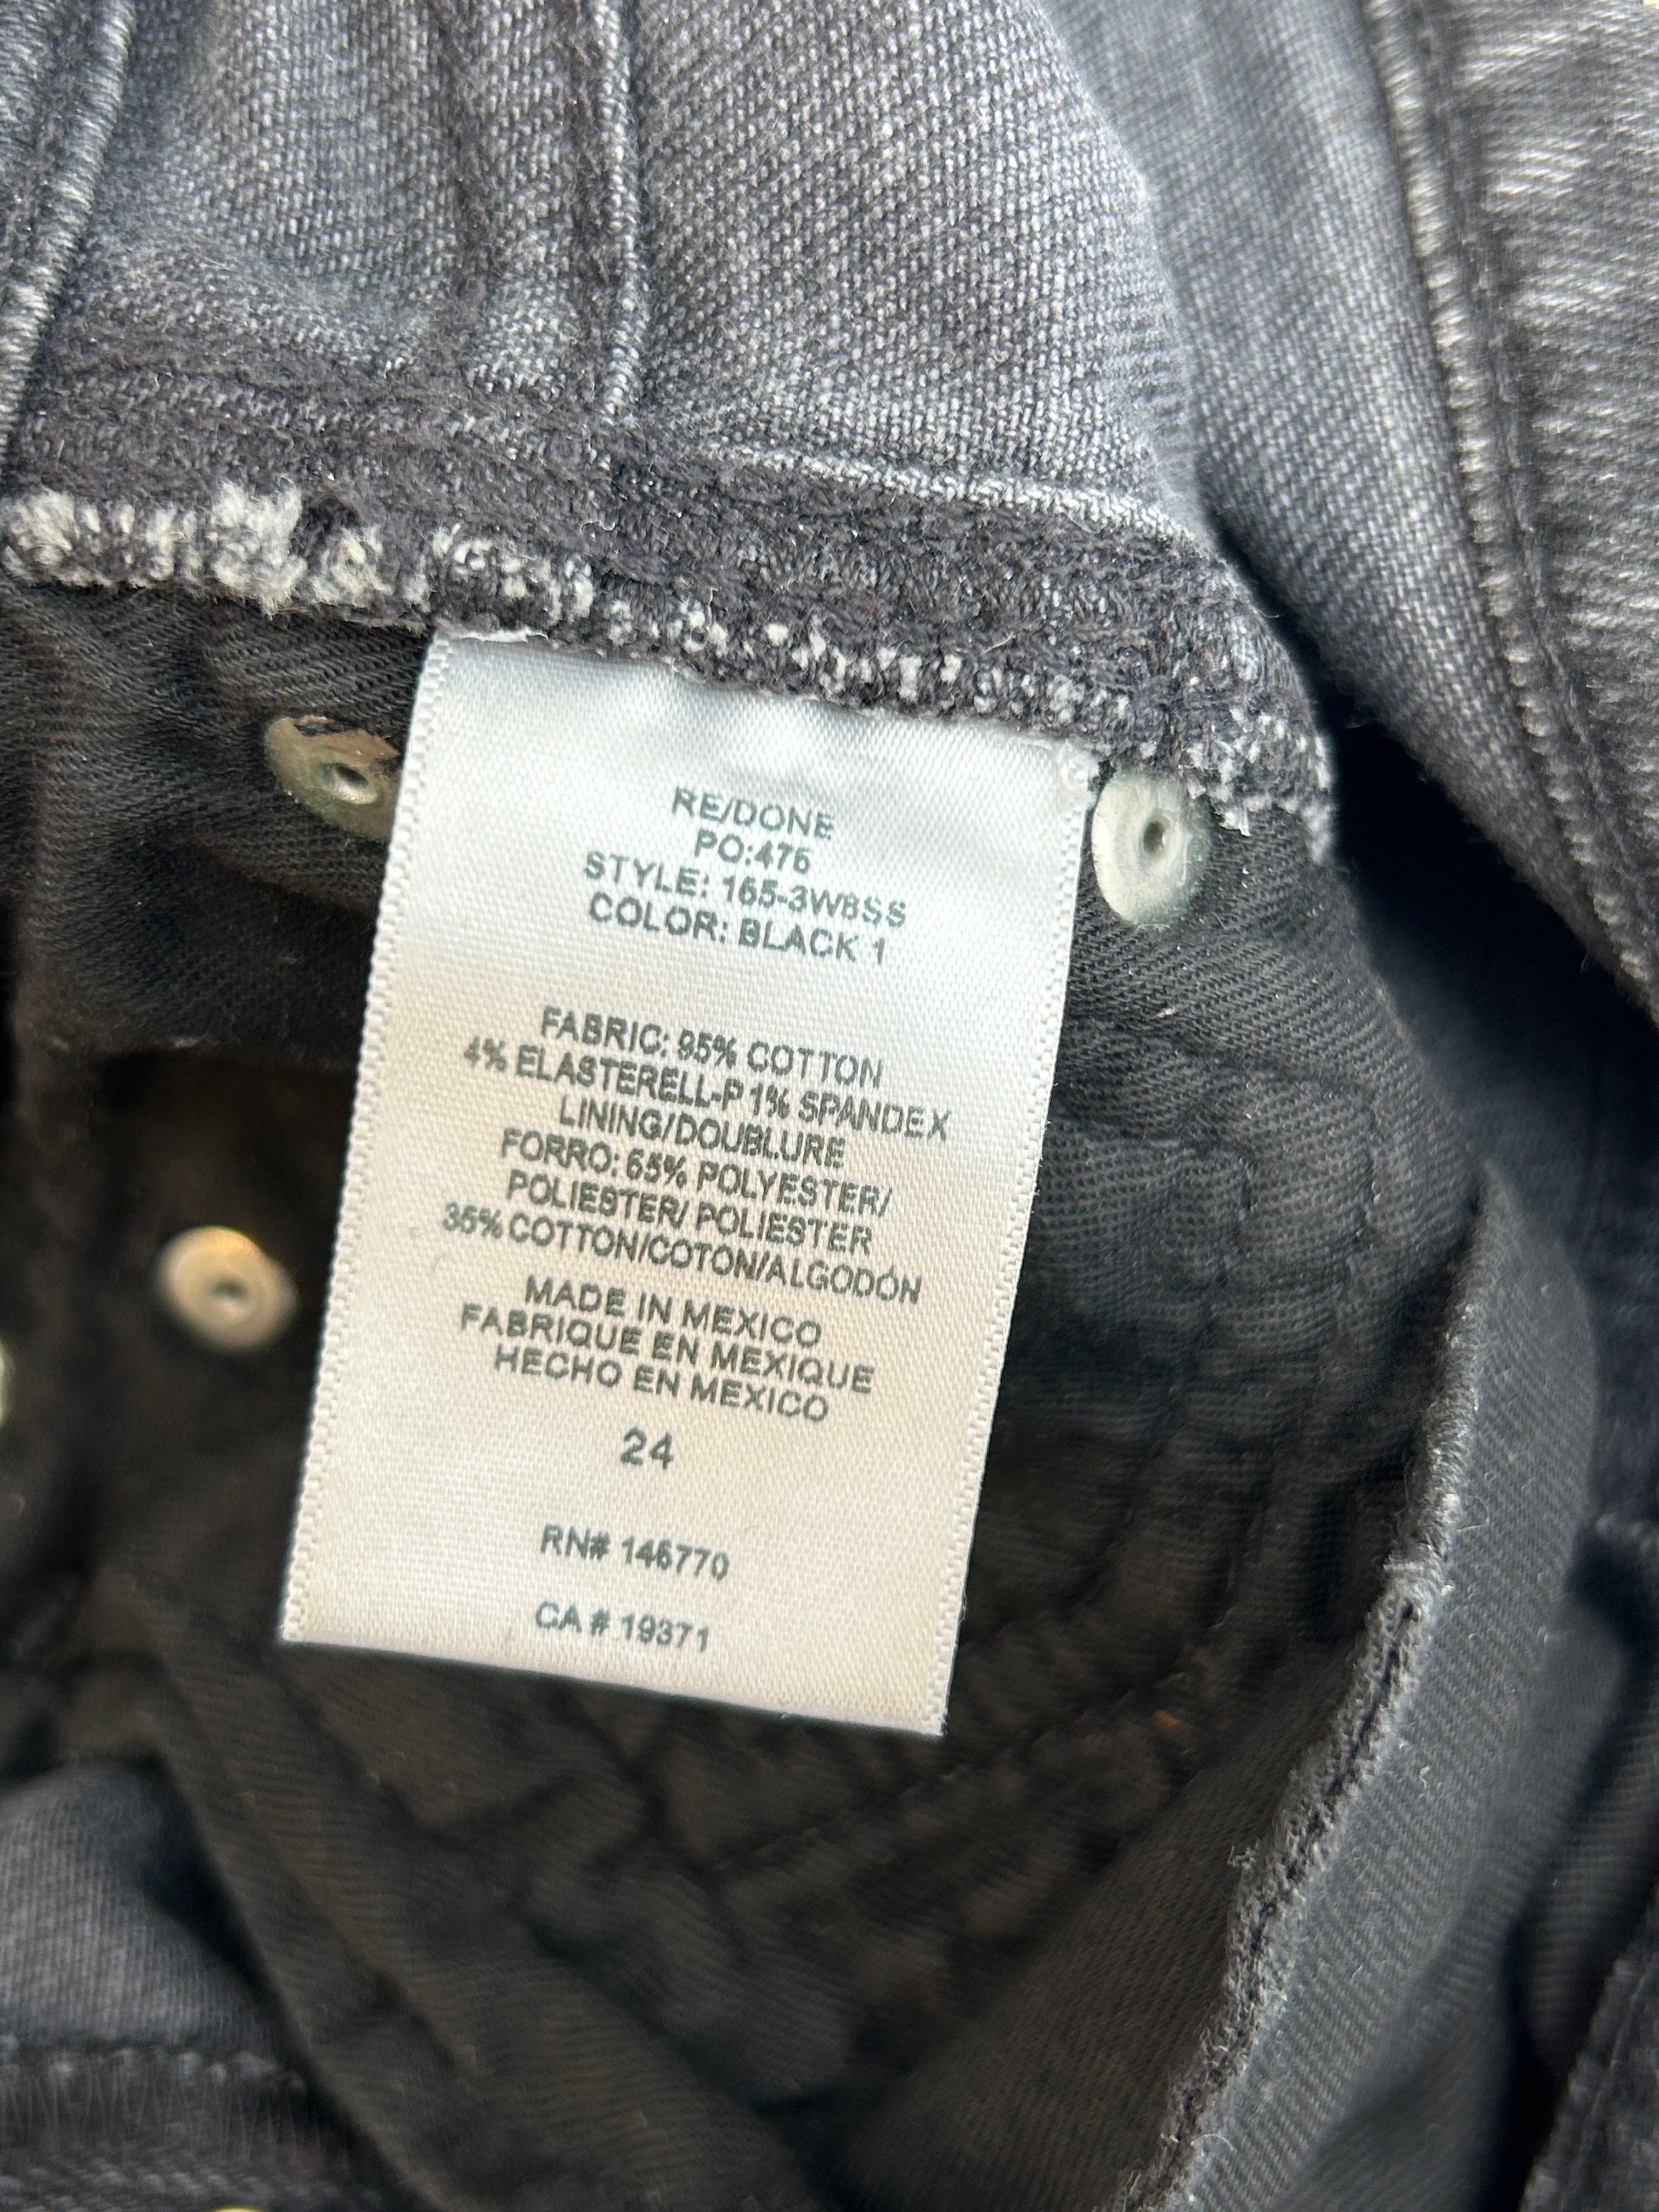 RE/DONE
PO:476
STYLE: 165-3W8SS
COLOR: BLACK 1
FABRIC: 95% COTTON
4% ELASTERELL-P 1% SPANDEX
LINING/DOUBLURE
FORRO: 65% POLYESTER/
POLIESTER/ POLIESTER
35% COTTON/COTON/ALGODÓN
MADE IN MEXICO
FABRIQUE EN MEXIQUE
HECHO EN MEXICO
24
RN# 146770
CA # 19371